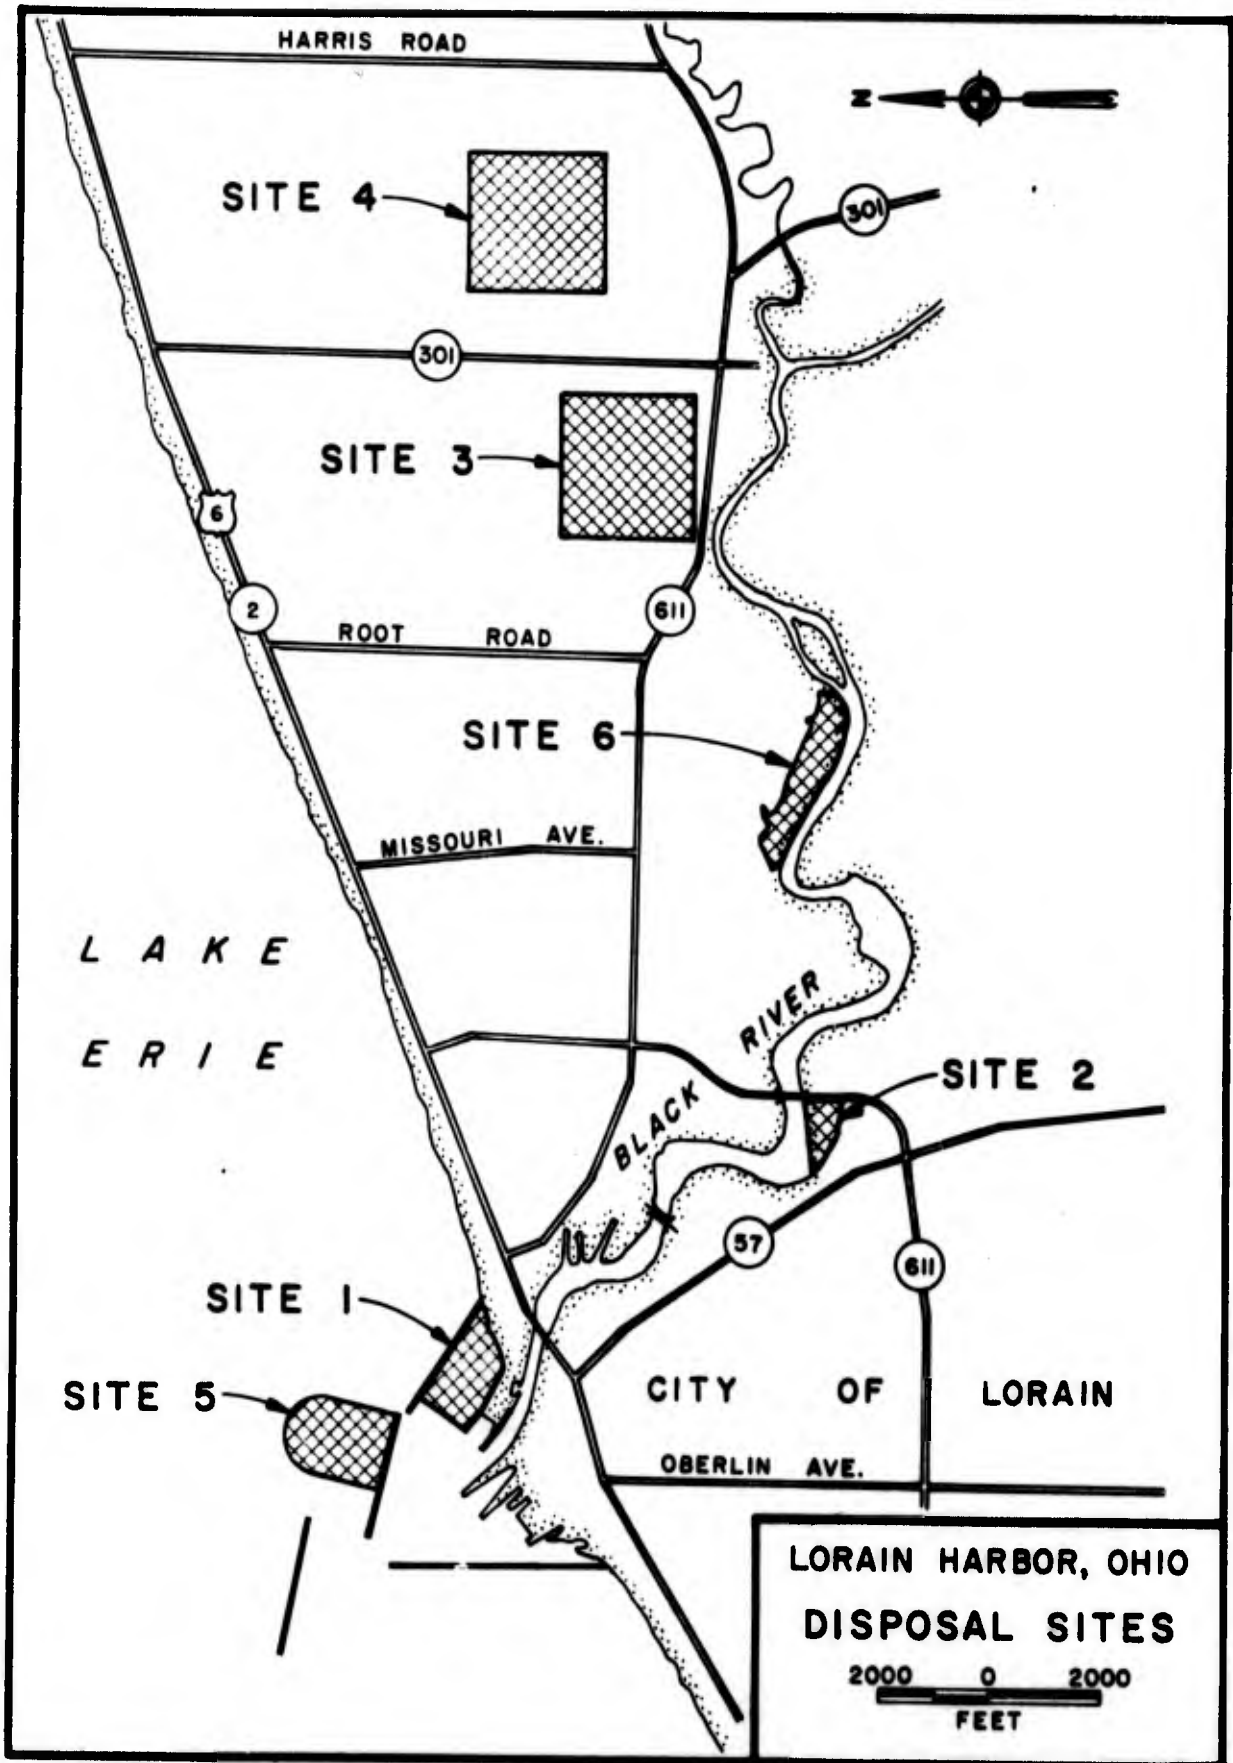 HARRIS ROAD
N
SITE 4
301
301
SITE 3
6
2
611
ROOT ROAD
SITE 6
MISSOURI AVE.
LAKE
ERIE
BLACK RIVER
SITE 2
57
611
SITE 1
SITE 5
CITY OF LORAIN
OBERLIN AVE.
LORAIN HARBOR, OHIO
DISPOSAL SITES
2000 0 2000
FEET